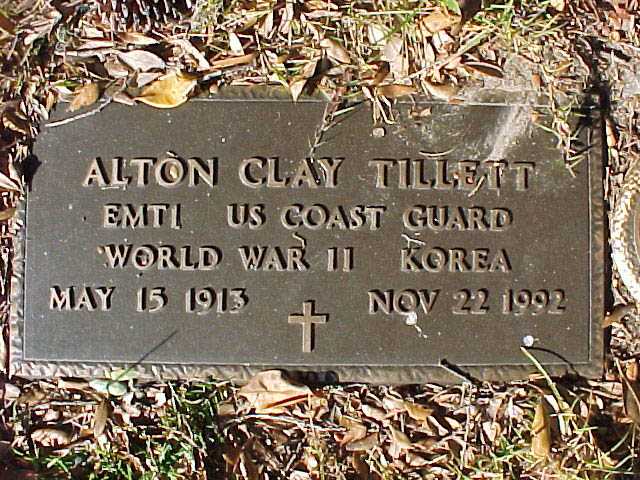 ALTON CLAY TILLETT
EMT1 US COAST GUARD
WORLD WAR II KOREA
MAY 15 1913 NOV 22 1992